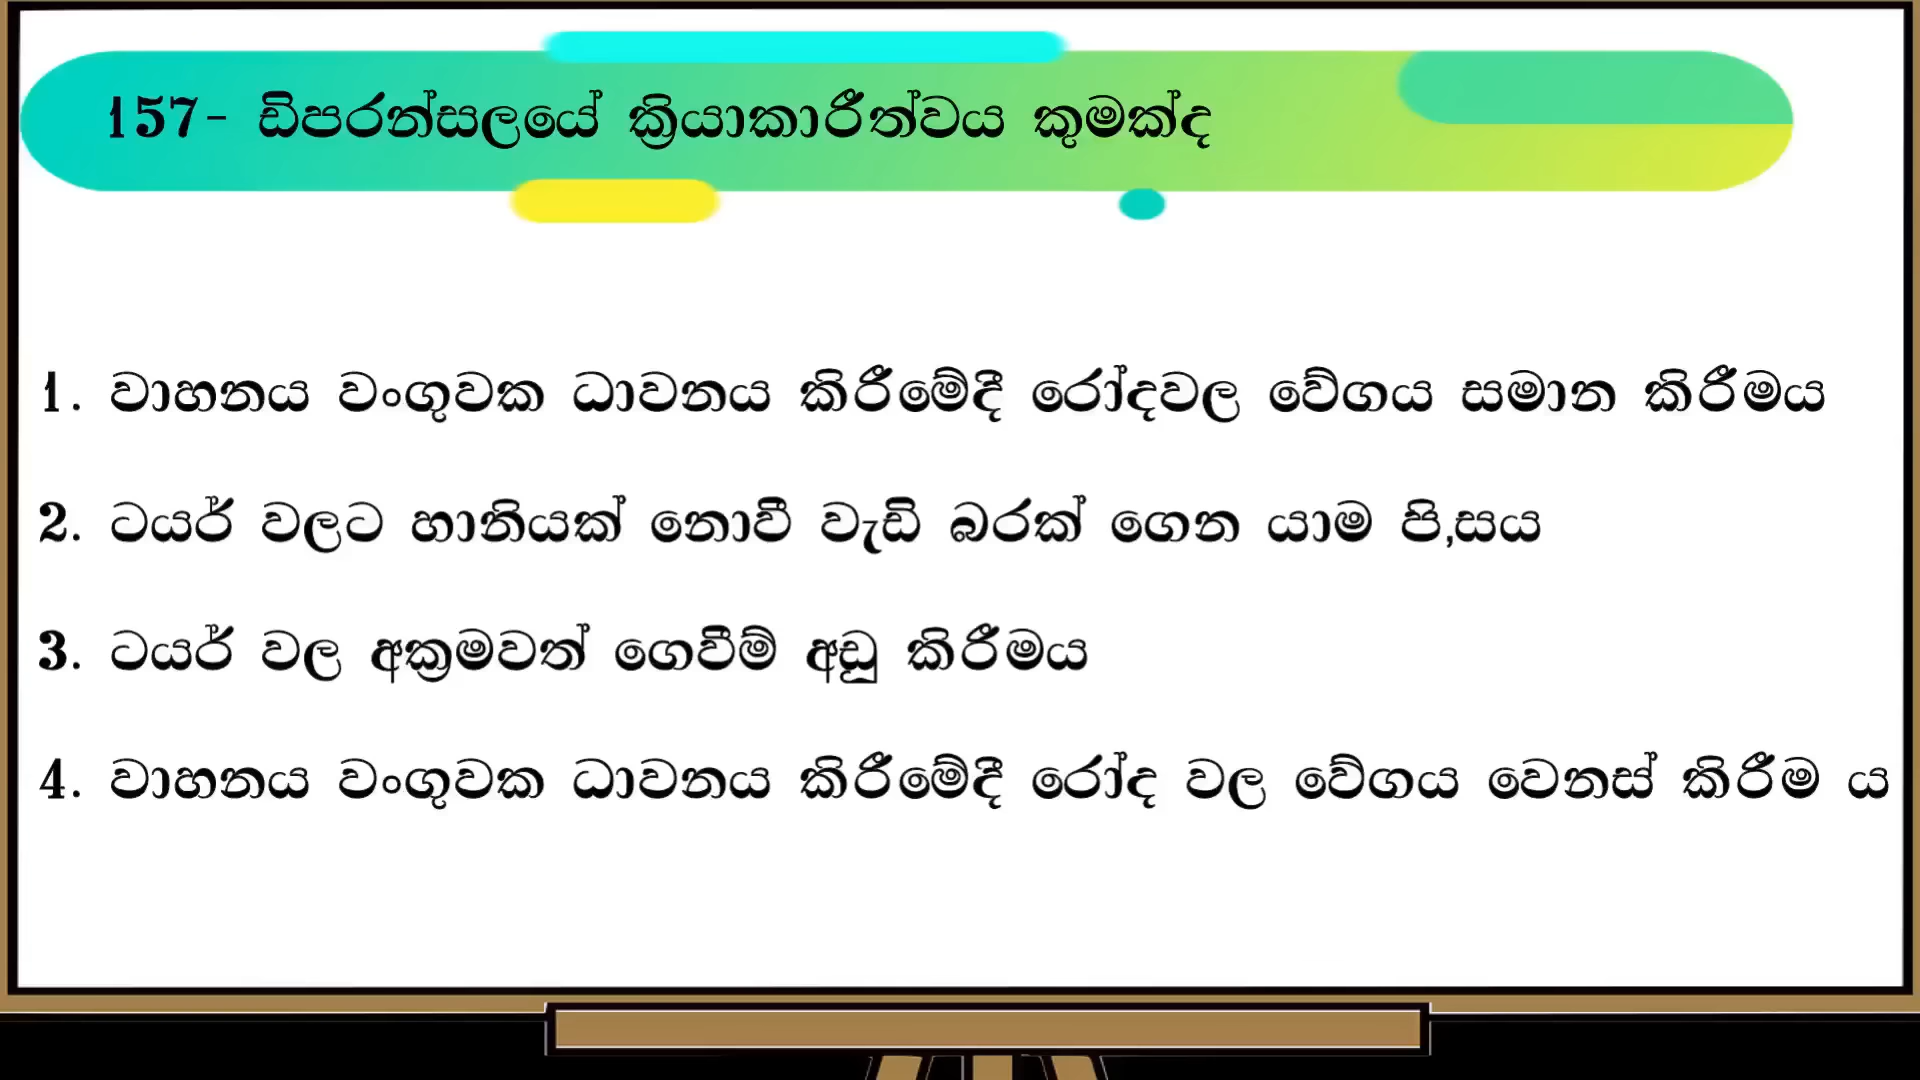 157- ඩිපරන්සලයේ ක්‍රියාකාරීත්වය කුමක්ද
1. වාහනය වංගුවක ධාවනය කිරීමේදී රෝදවල වේගය සමාන කිරීමය
2. ටයර් වලට හානියක් නොවී වැඩි බරක් ගෙන යාම පි,සය
3. ටයර් වල අක්‍රමවත් ගෙවීම් අඩු කිරීමය
4. වාහනය වංගුවක ධාවනය කිරීමේදී රෝද වල වේගය වෙනස් කිරීම ය